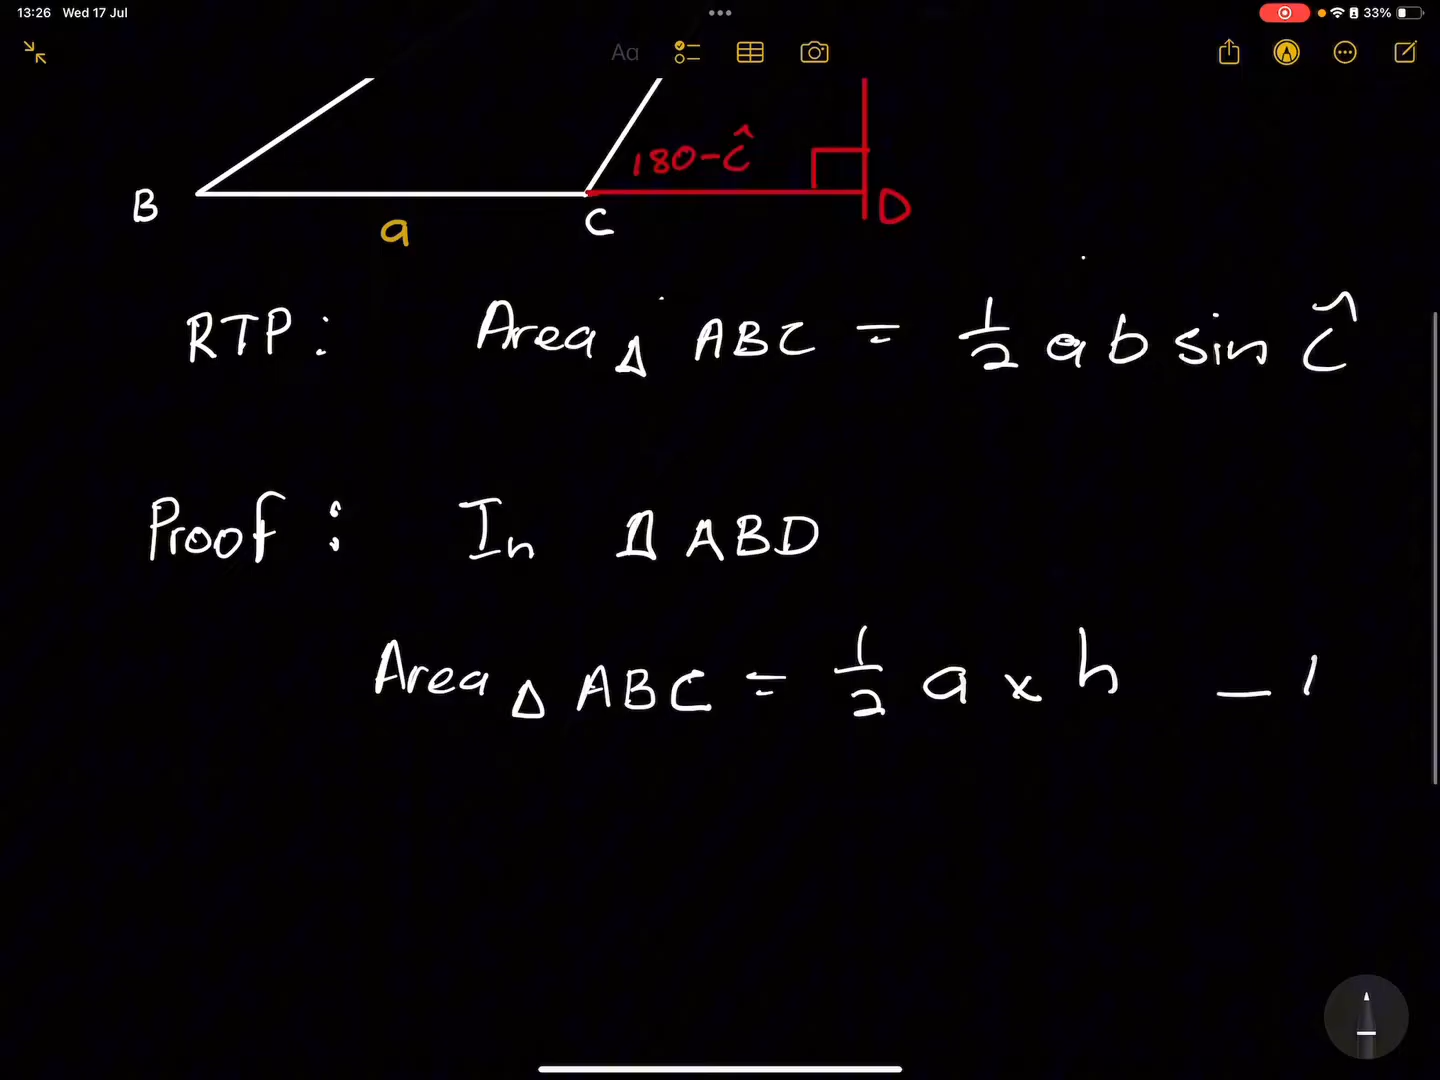 13:26 Wed 17 Jul
33%
Aa
180-Ĉ
B
C
D
a
RTP: Area △ ABC = 1/2 ab sin Ĉ
Proof: In △ ABD
Area △ ABC = 1/2 a × h — 1